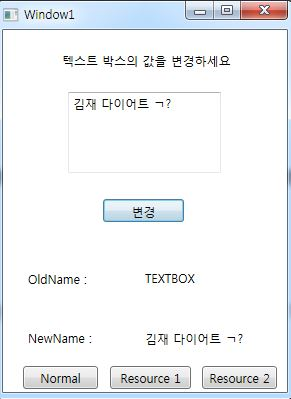 Window1
텍스트 박스의 값을 변경하세요
김재 다이어트 ㄱ?
변경
OldName : TEXTBOX
NewName : 김재 다이어트 ㄱ?
Normal Resource 1 Resource 2